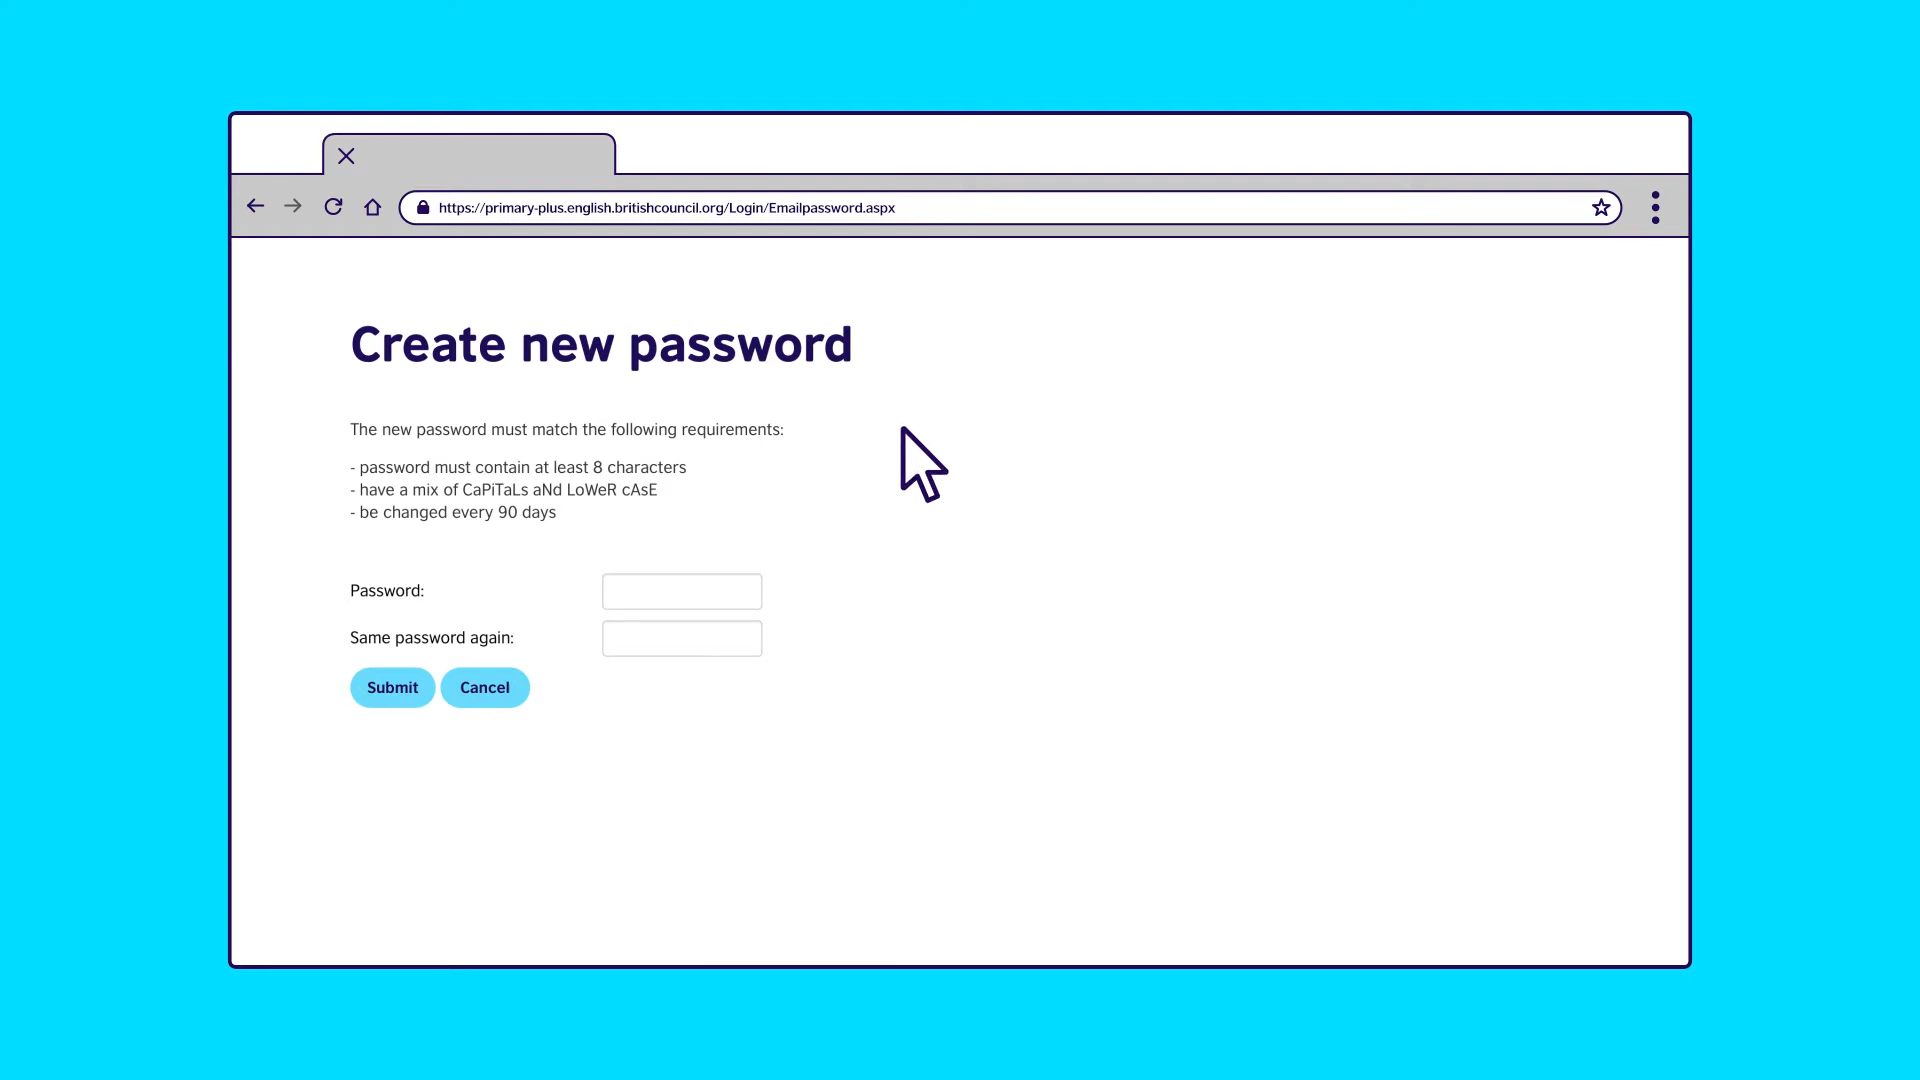 https://primary-plus.english.britishcouncil.org/Login/Emailpassword.aspx
Create new password
The new password must match the following requirements:
- password must contain at least 8 characters
- have a mix of CaPiTaLs aNd LoWeR cAsE
- be changed every 90 days
Password:
Same password again:
Submit Cancel